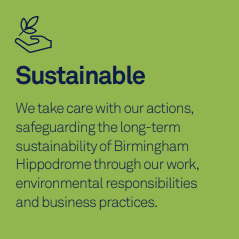 Sustainable
We take care with our actions,
safeguarding the long-term
sustainability of Birmingham
Hippodrome through our work,
environmental responsibilities
and business practices.